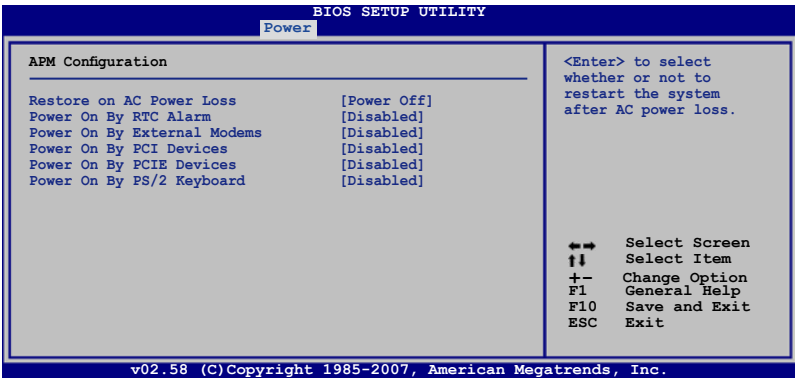 BIOS SETUP UTILITY
Power
APM Configuration
Restore on AC Power Loss [Power Off]
Power On By RTC Alarm [Disabled]
Power On By External Modems [Disabled]
Power On By PCI Devices [Disabled]
Power On By PCIE Devices [Disabled]
Power On By PS/2 Keyboard [Disabled]
<Enter> to select
whether or not to
restart the system
after AC power loss.
←→ Select Screen
↑↓ Select Item
+- Change Option
F1 General Help
F10 Save and Exit
ESC Exit
v02.58 (C)Copyright 1985-2007, American Megatrends, Inc.